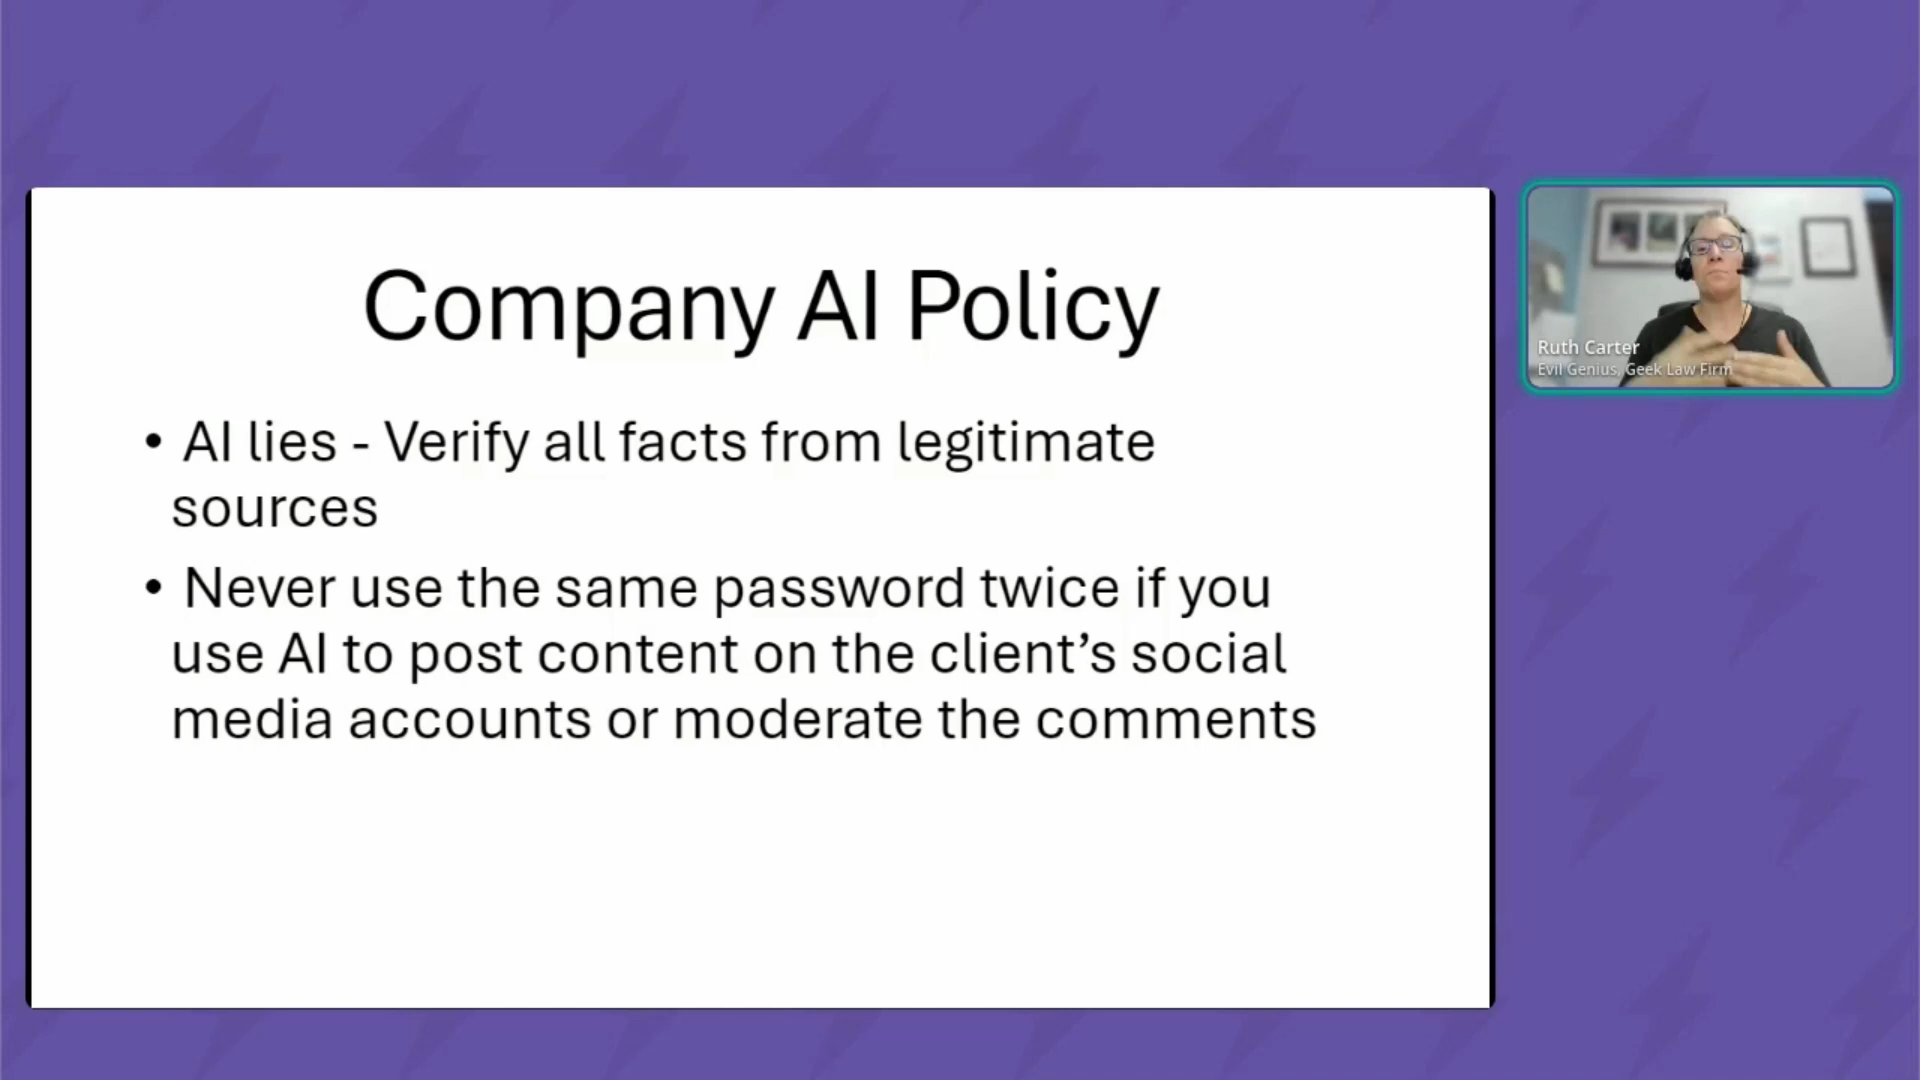 Company AI Policy
• AI lies - Verify all facts from legitimate
sources
• Never use the same password twice if you
use AI to post content on the client’s social
media accounts or moderate the comments
Ruth Carter
Evil Genius, Geek Law Firm